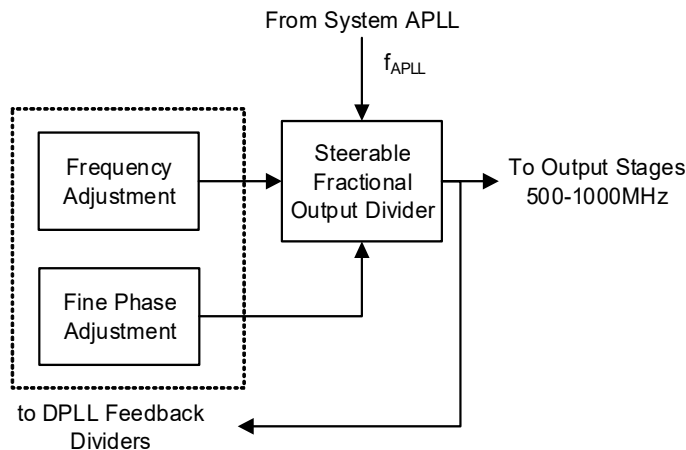 From System APLL
fAPLL
Frequency
Adjustment
Steerable
Fractional
Output Divider
To Output Stages
500-1000MHz
Fine Phase
Adjustment
to DPLL Feedback
Dividers